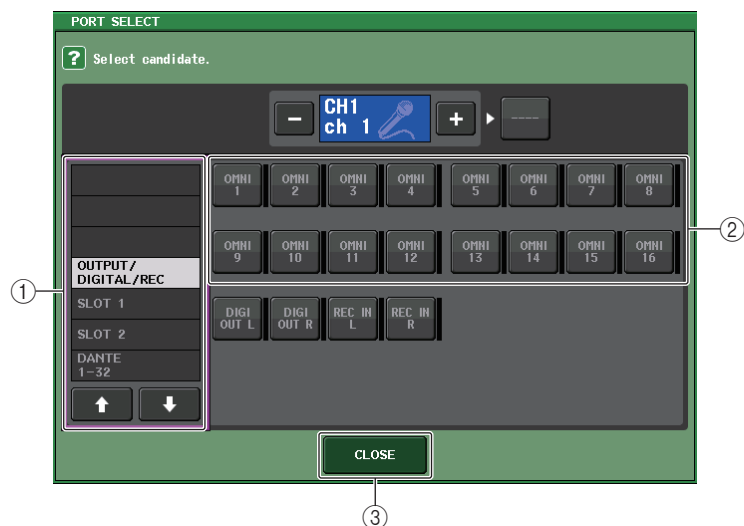 PORT SELECT
? Select candidate.
CH1
ch 1
− + ----
OMNI 1 OMNI 2 OMNI 3 OMNI 4 OMNI 5 OMNI 6 OMNI 7 OMNI 8
②
OMNI 9 OMNI 10 OMNI 11 OMNI 12 OMNI 13 OMNI 14 OMNI 15 OMNI 16
①
OUTPUT/
DIGITAL/REC
SLOT 1
SLOT 2
DANTE
1-32
DIGI OUT L DIGI OUT R REC IN L REC IN R
CLOSE
③